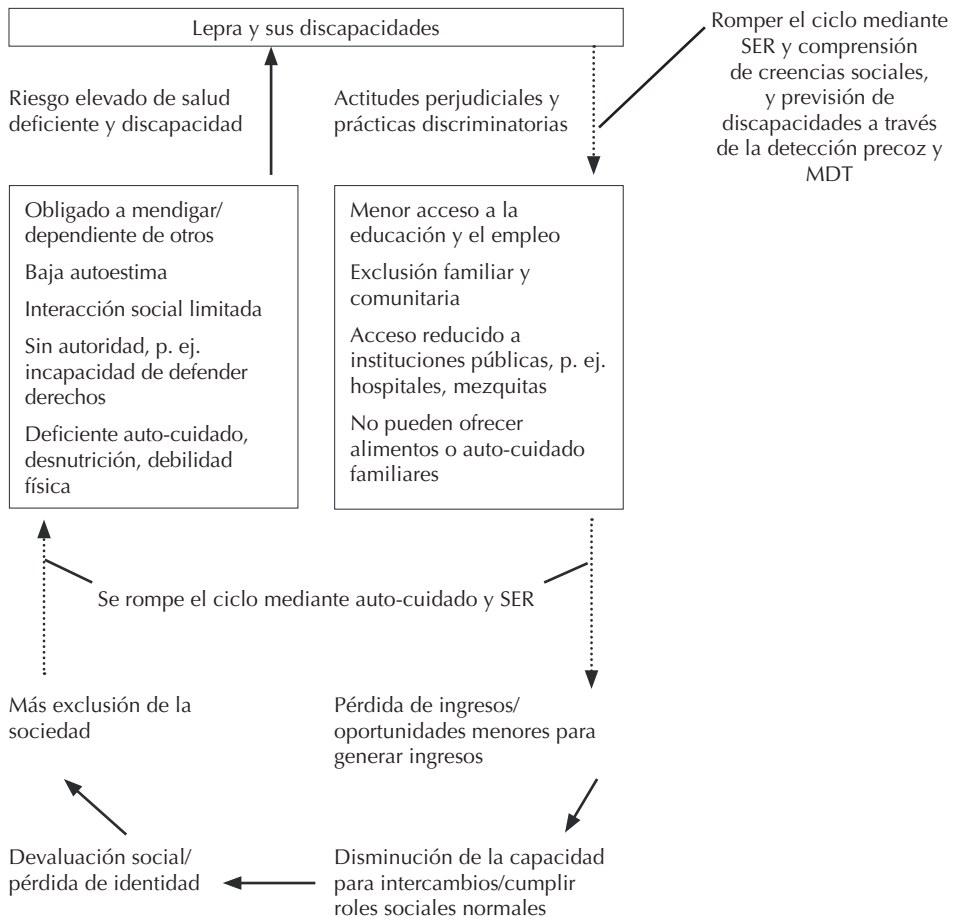 Lepra y sus discapacidades
Romper el ciclo mediante
SER y comprensión
de creencias sociales,
y previsión de
discapacidades a través
de la detección precoz y
MDT
Riesgo elevado de salud
deficiente y discapacidad
Actitudes perjudiciales y
prácticas discriminatorias
Obligado a mendigar/
dependiente de otros
Baja autoestima
Interacción social limitada
Sin autoridad, p. ej.
incapacidad de defender
derechos
Deficiente auto-cuidado,
desnutrición, debilidad
física
Menor acceso a la
educación y el empleo
Exclusión familiar y
comunitaria
Acceso reducido a
instituciones públicas, p. ej.
hospitales, mezquitas
No pueden ofrecer
alimentos o auto-cuidado
familiares
Se rompe el ciclo mediante auto-cuidado y SER
Más exclusión de la
sociedad
Pérdida de ingresos/
oportunidades menores para
generar ingresos
Devaluación social/
pérdida de identidad
Disminución de la capacidad
para intercambios/cumplir
roles sociales normales